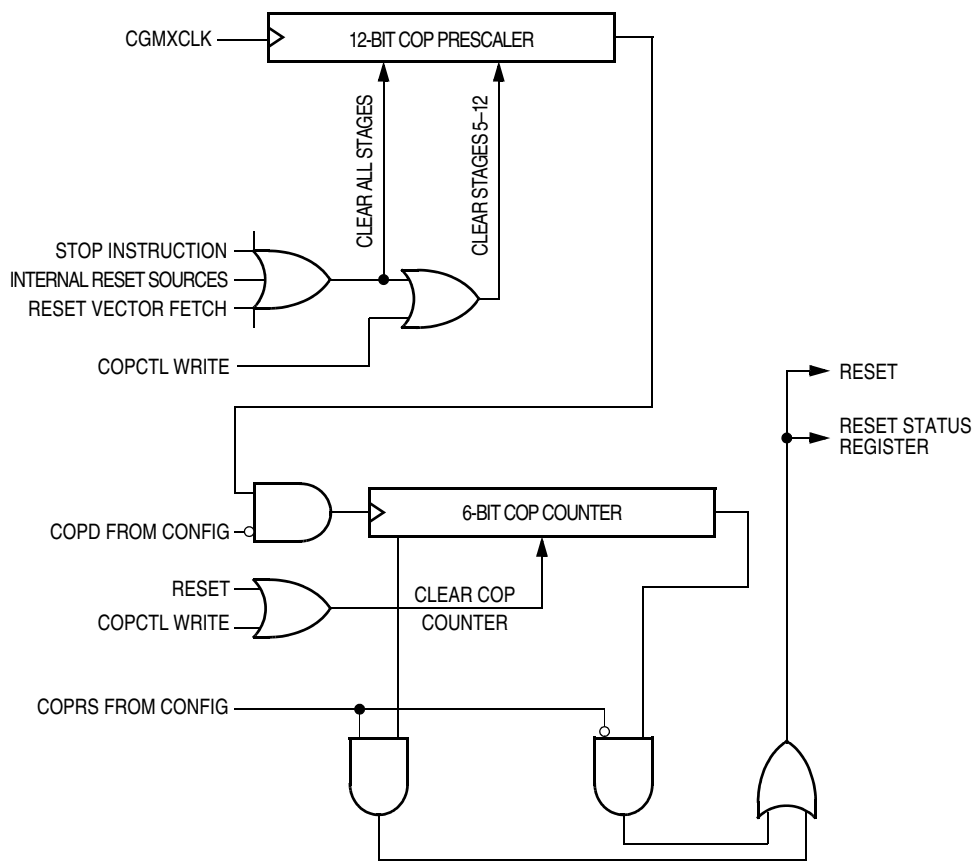 CGMXCLK
12-BIT COP PRESCALER
CLEAR ALL STAGES
CLEAR STAGES 5–12
STOP INSTRUCTION
INTERNAL RESET SOURCES
RESET VECTOR FETCH
COPCTL WRITE
RESET
RESET STATUS
REGISTER
COPD FROM CONFIG
6-BIT COP COUNTER
RESET
COPCTL WRITE
CLEAR COP
COUNTER
COPRS FROM CONFIG